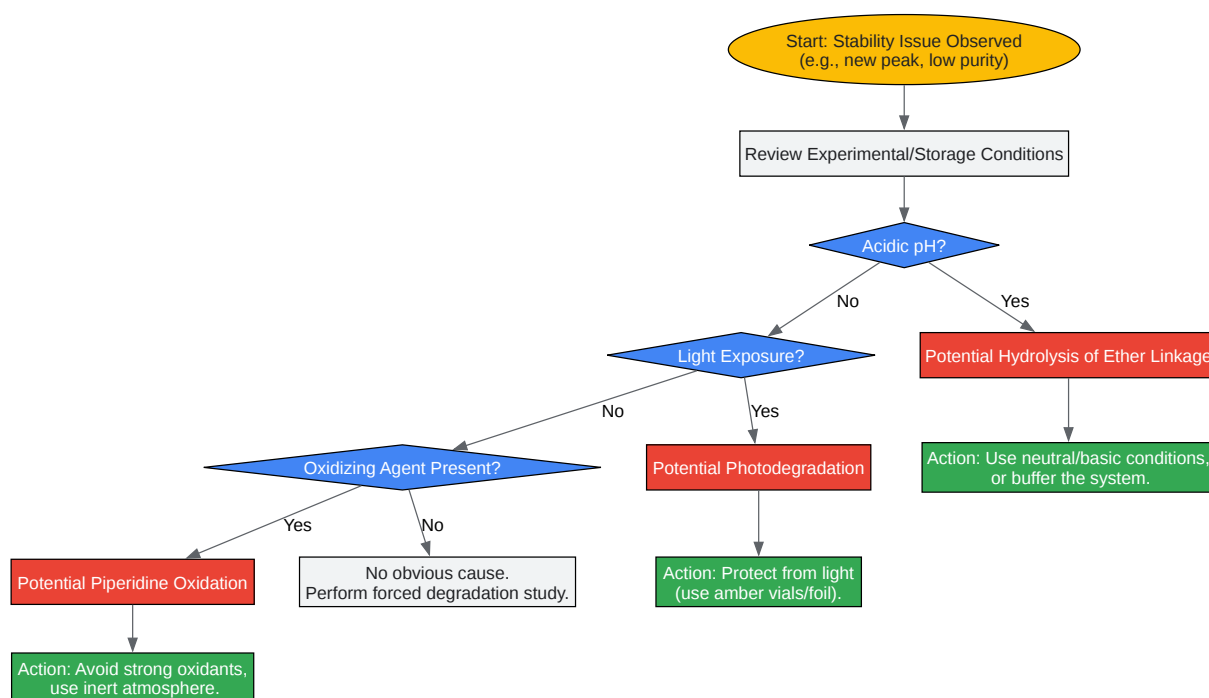 Start: Stability Issue Observed
(e.g., new peak, low purity)
Review Experimental/Storage Conditions
Acidic pH?
No
Yes
Light Exposure?
Potential Hydrolysis of Ether Linkage
No
Yes
Oxidizing Agent Present?
Potential Photodegradation
Action: Use neutral/basic conditions,
or buffer the system.
Yes
No
Potential Piperidine Oxidation
No obvious cause.
Perform forced degradation study.
Action: Protect from light
(use amber vials/foil).
Action: Avoid strong oxidants,
use inert atmosphere.